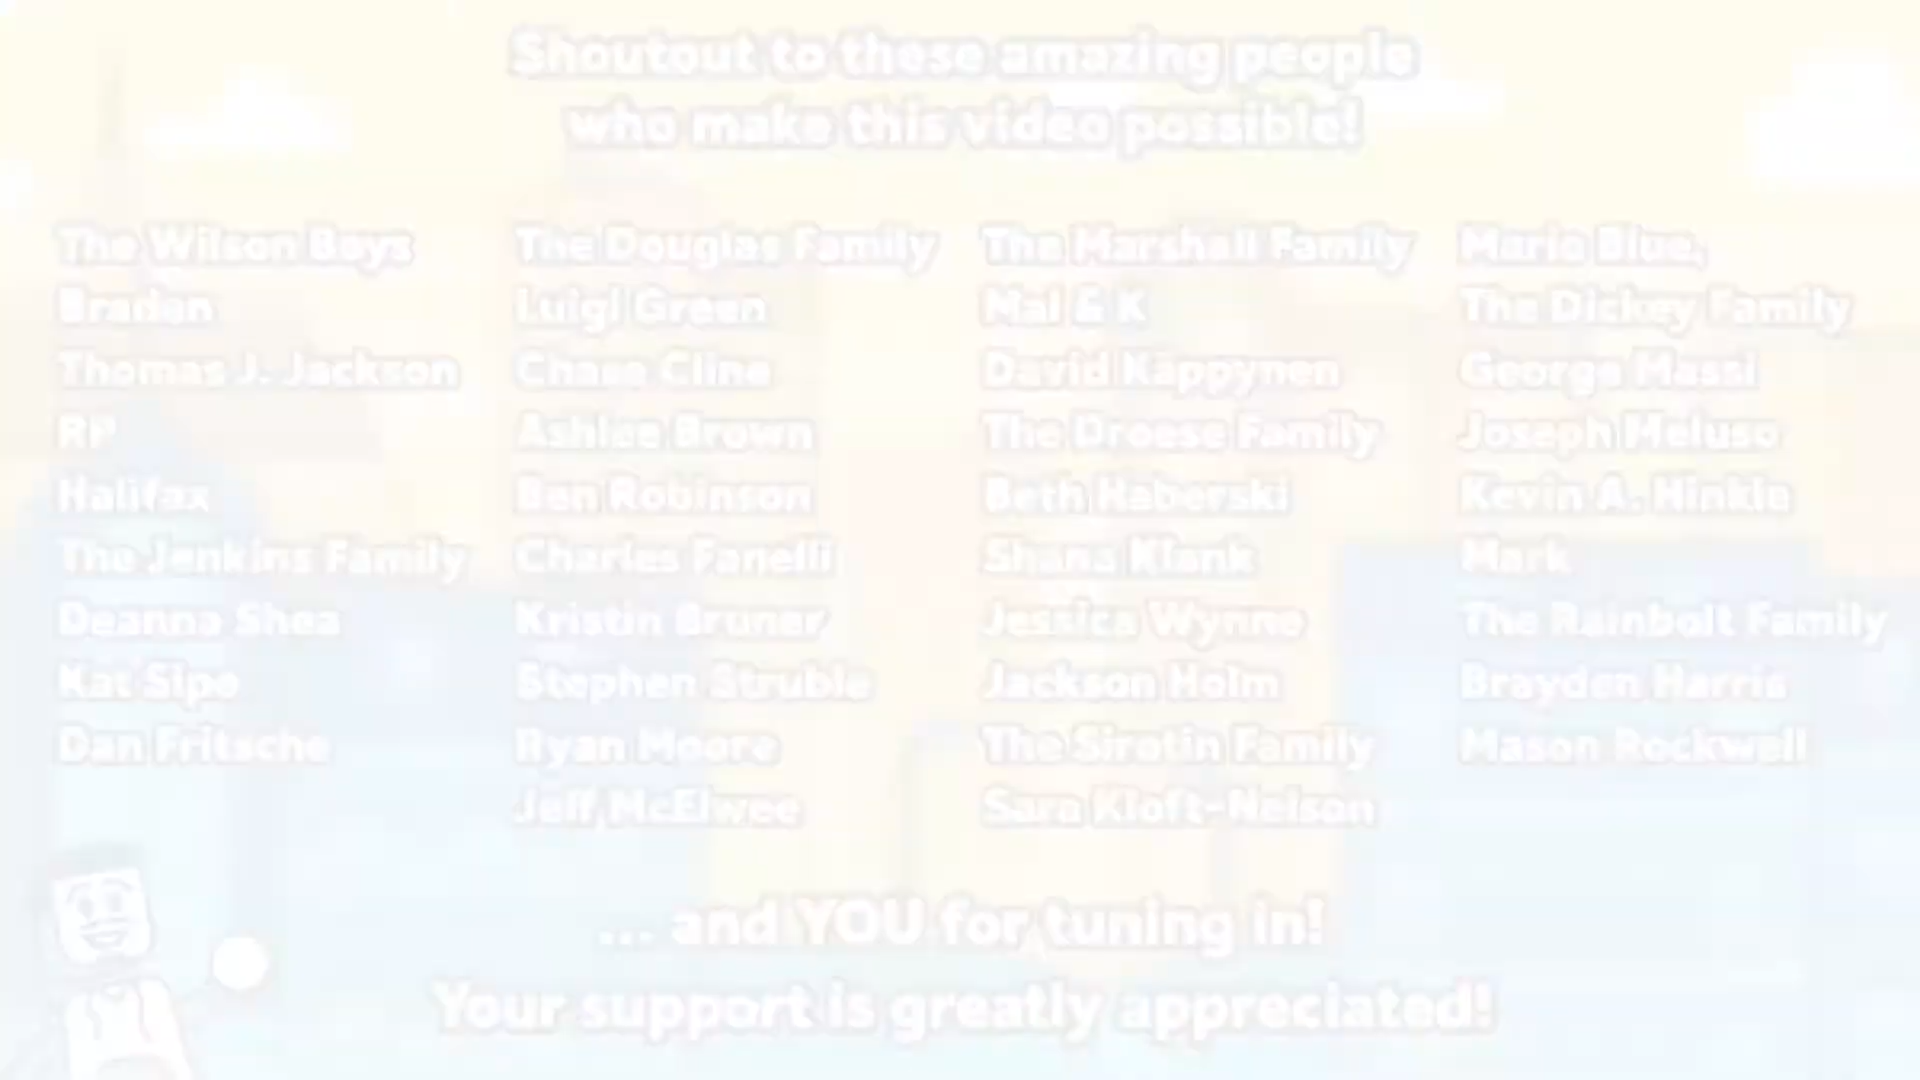 Shoutout to these amazing people
who make this video possible!
The Wilson Boys
Braden
Thomas J. Jackson
RP
Halifax
The Jenkins Family
Deanna Shea
Kat Sipe
Dan Fritsche
The Douglas Family
Luigi Green
Chase Cline
Ashlee Brown
Ben Robinson
Charles Fanelli
Kristin Bruner
Stephen Struble
Ryan Moore
Jeff McElwee
The Marshall Family
Mal & K
David Kappynen
The Droese Family
Beth Haberski
Shana Klank
Jessica Wynne
Jackson Holm
The Sirotin Family
Sara Kloft-Nelson
Mario Blue,
The Dickey Family
George Massi
Joseph Meluso
Kevin A. Hinkle
Mark
The Rainbolt Family
Brayden Harris
Mason Rockwell
... and YOU for tuning in!
Your support is greatly appreciated!